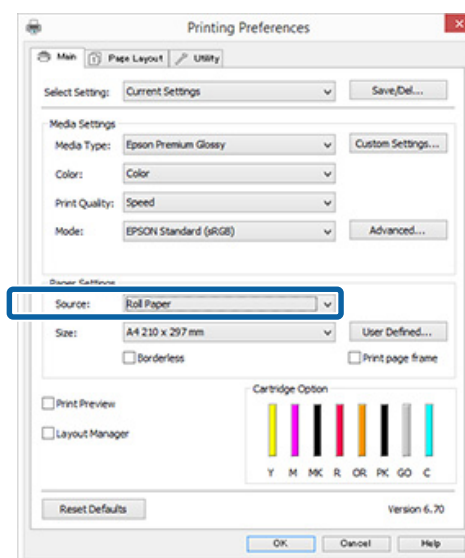 Printing Preferences
Main Page Layout Utility
Select Setting: Current Settings Save/Del...
Media Settings
Media Type: Epson Premium Glossy Custom Settings...
Color: Color
Print Quality: Speed
Mode: EPSON Standard (sRGB) Advanced...
Paper Settings
Source: Roll Paper
Size: A4 210 x 297 mm User Defined...
Borderless Print page frame
Cartridge Option
Print Preview
Layout Manager
Y M MK R OR PK GO C
Reset Defaults Version 6.70
OK Cancel Help